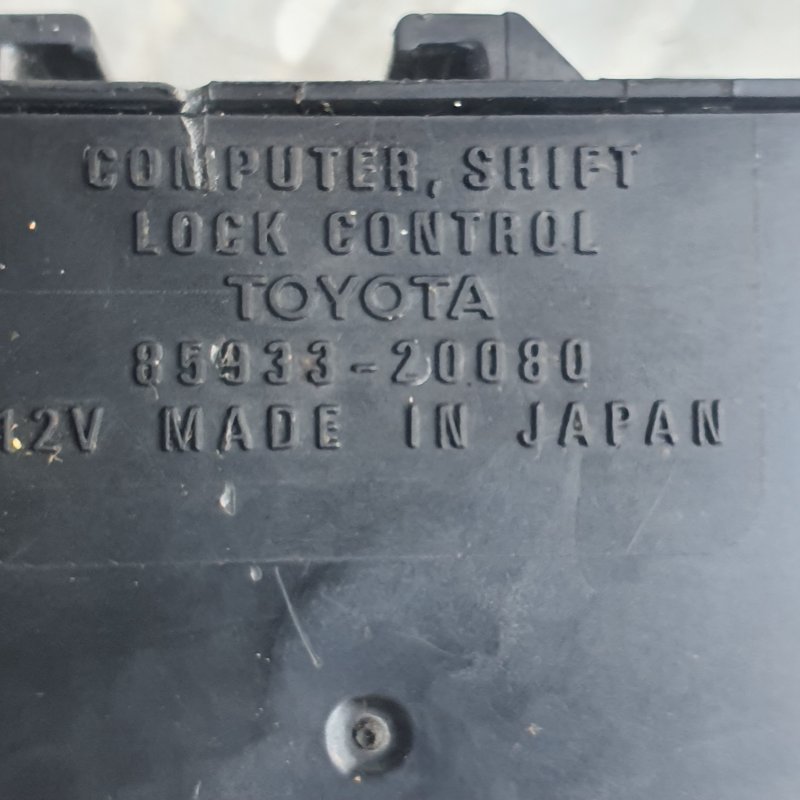 COMPUTER, SHIFT
LOCK CONTROL
TOYOTA
85933-20080
12V MADE IN JAPAN